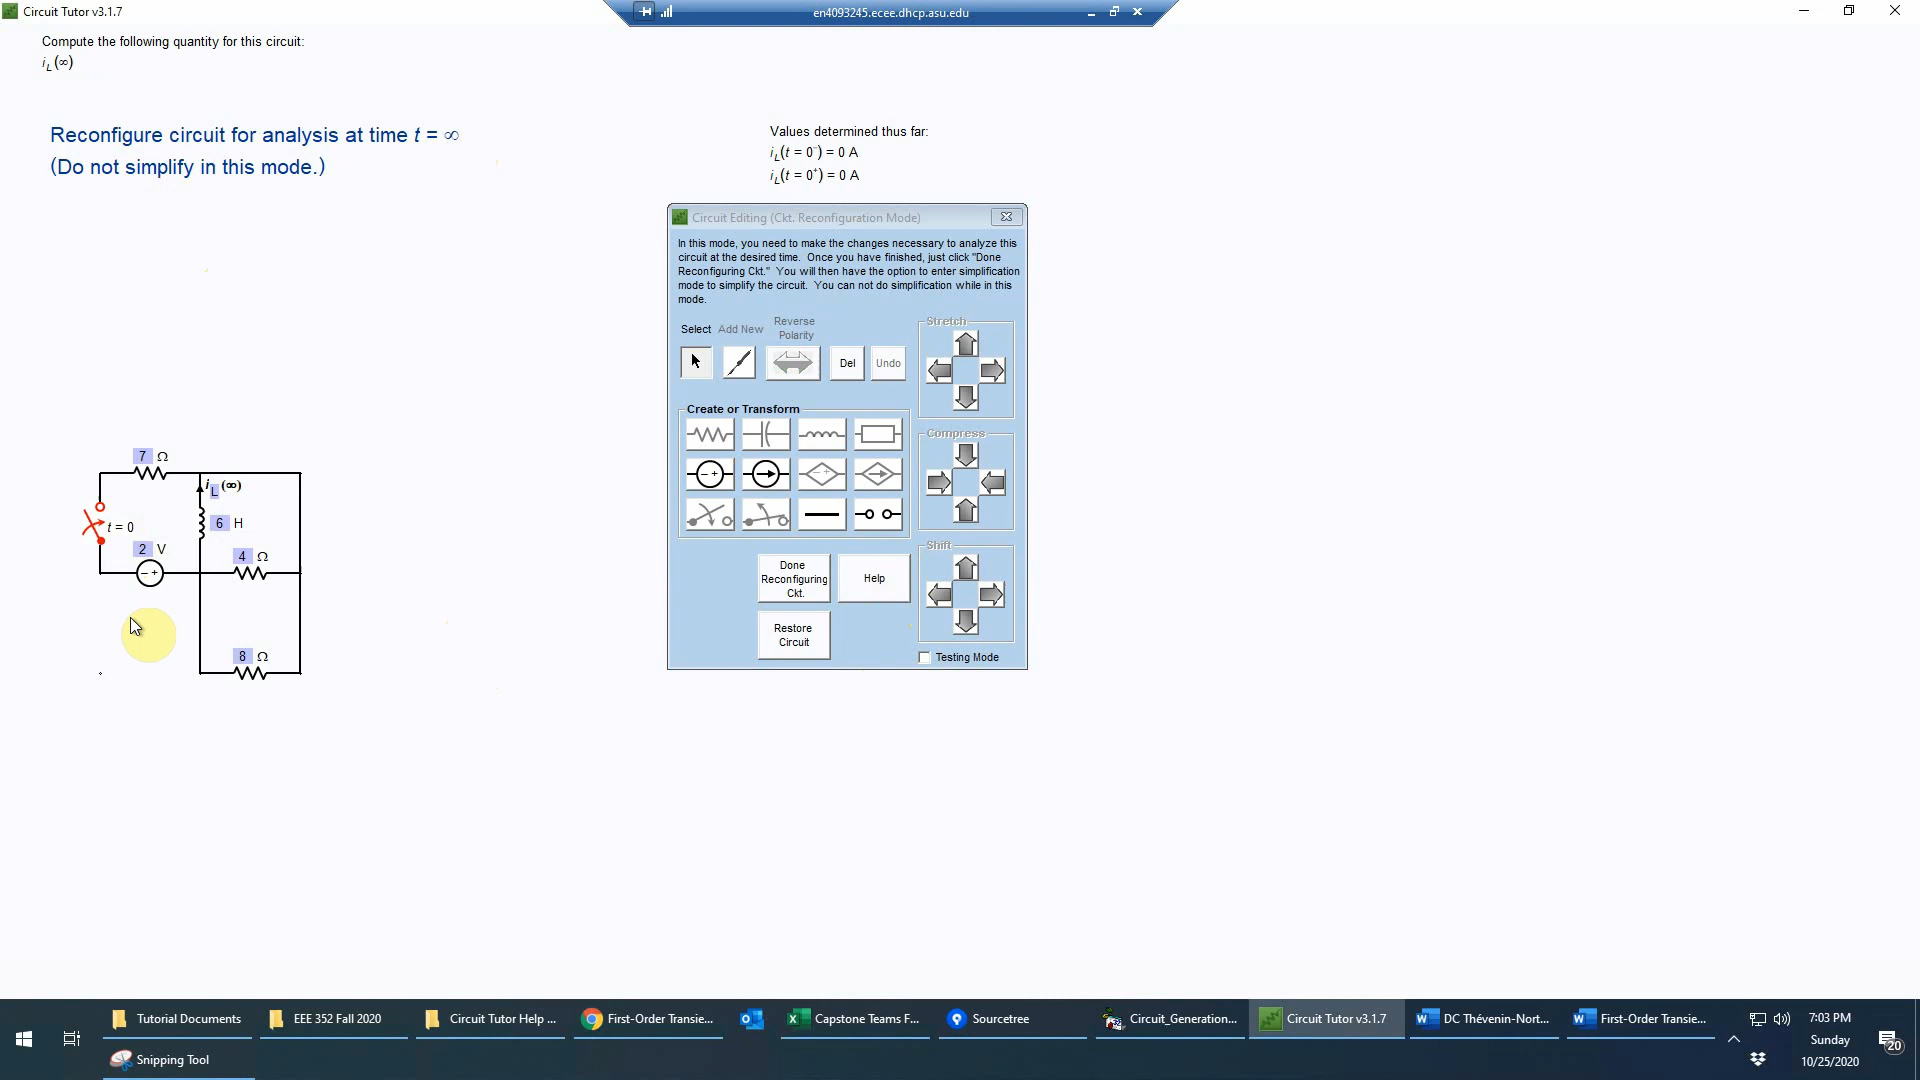 Circuit Tutor v3.1.7
en4093245.ecee.dhcp.asu.edu
Compute the following quantity for this circuit:
iL(∞)
Reconfigure circuit for analysis at time t = ∞
(Do not simplify in this mode.)
Values determined thus far:
iL(t = 0⁻) = 0 A
iL(t = 0⁺) = 0 A
Circuit Editing (Ckt. Reconfiguration Mode)
In this mode, you need to make the changes necessary to analyze this
circuit at the desired time. Once you have finished, just click "Done
Reconfiguring Ckt." You will then have the option to enter simplification
mode to simplify the circuit. You can not do simplification while in this
mode.
Select Add New Reverse
Polarity
Stretch
Del Undo
Create or Transform
Compress
7 Ω
iL(∞)
6 H
t = 0
2 V
4 Ω
8 Ω
Shift
Done
Reconfiguring
Ckt.
Help
Restore
Circuit
Testing Mode
Tutorial Documents
EEE 352 Fall 2020
Circuit Tutor Help ...
First-Order Transie...
Capstone Teams F...
Sourcetree
Circuit_Generation...
Circuit Tutor v3.1.7
DC Thévenin-Nort...
First-Order Transie...
Snipping Tool
7:03 PM
Sunday
10/25/2020
20